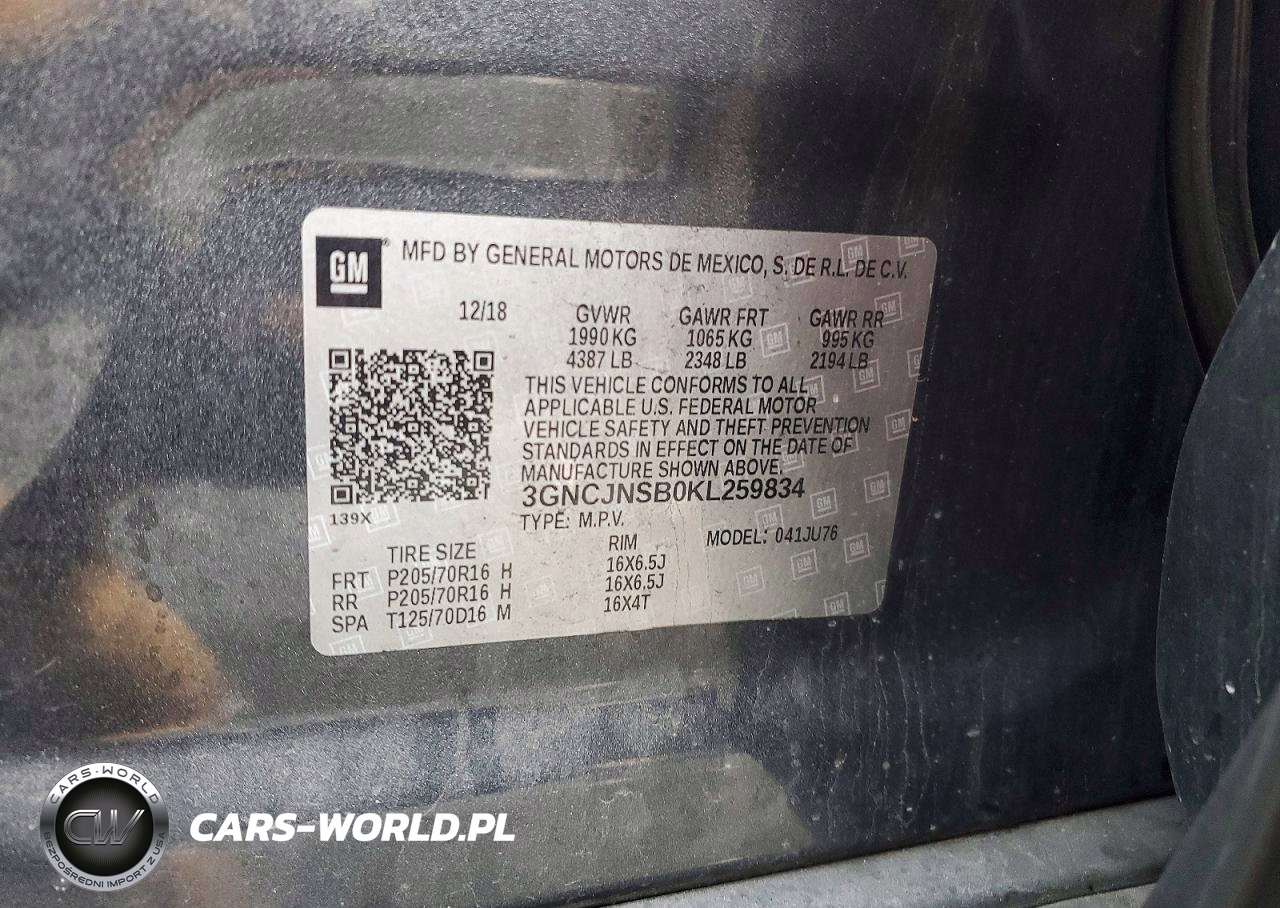 GM® MFD BY GENERAL MOTORS DE MEXICO, S. DE R.L. DE C.V.
12/18 GVWR GAWR FRT GAWR RR
1990 KG 1065 KG 995 KG
4387 LB 2348 LB 2194 LB
THIS VEHICLE CONFORMS TO ALL
APPLICABLE U.S. FEDERAL MOTOR
VEHICLE SAFETY AND THEFT PREVENTION
STANDARDS IN EFFECT ON THE DATE OF
MANUFACTURE SHOWN ABOVE.
3GNCJNSB0KL259834
139X TYPE: M.P.V.
MODEL: 041JU76
TIRE SIZE RIM
FRT P205/70R16 H 16X6.5J
RR P205/70R16 H 16X6.5J
SPA T125/70D16 M 16X4T
CARS-WORLD
CW
BEZPOŚREDNI IMPORT Z USA
CARS-WORLD.PL